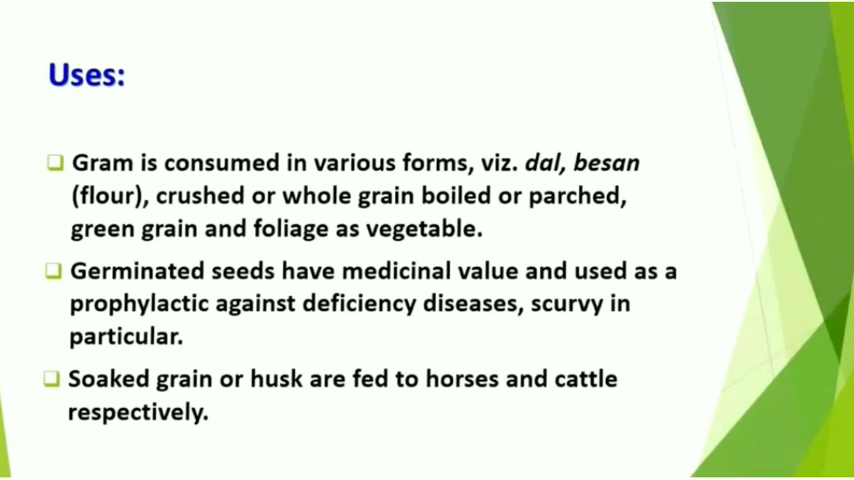 Uses:
Gram is consumed in various forms, viz. dal, besan
(flour), crushed or whole grain boiled or parched,
green grain and foliage as vegetable.
Germinated seeds have medicinal value and used as a
prophylactic against deficiency diseases, scurvy in
particular.
Soaked grain or husk are fed to horses and cattle
respectively.